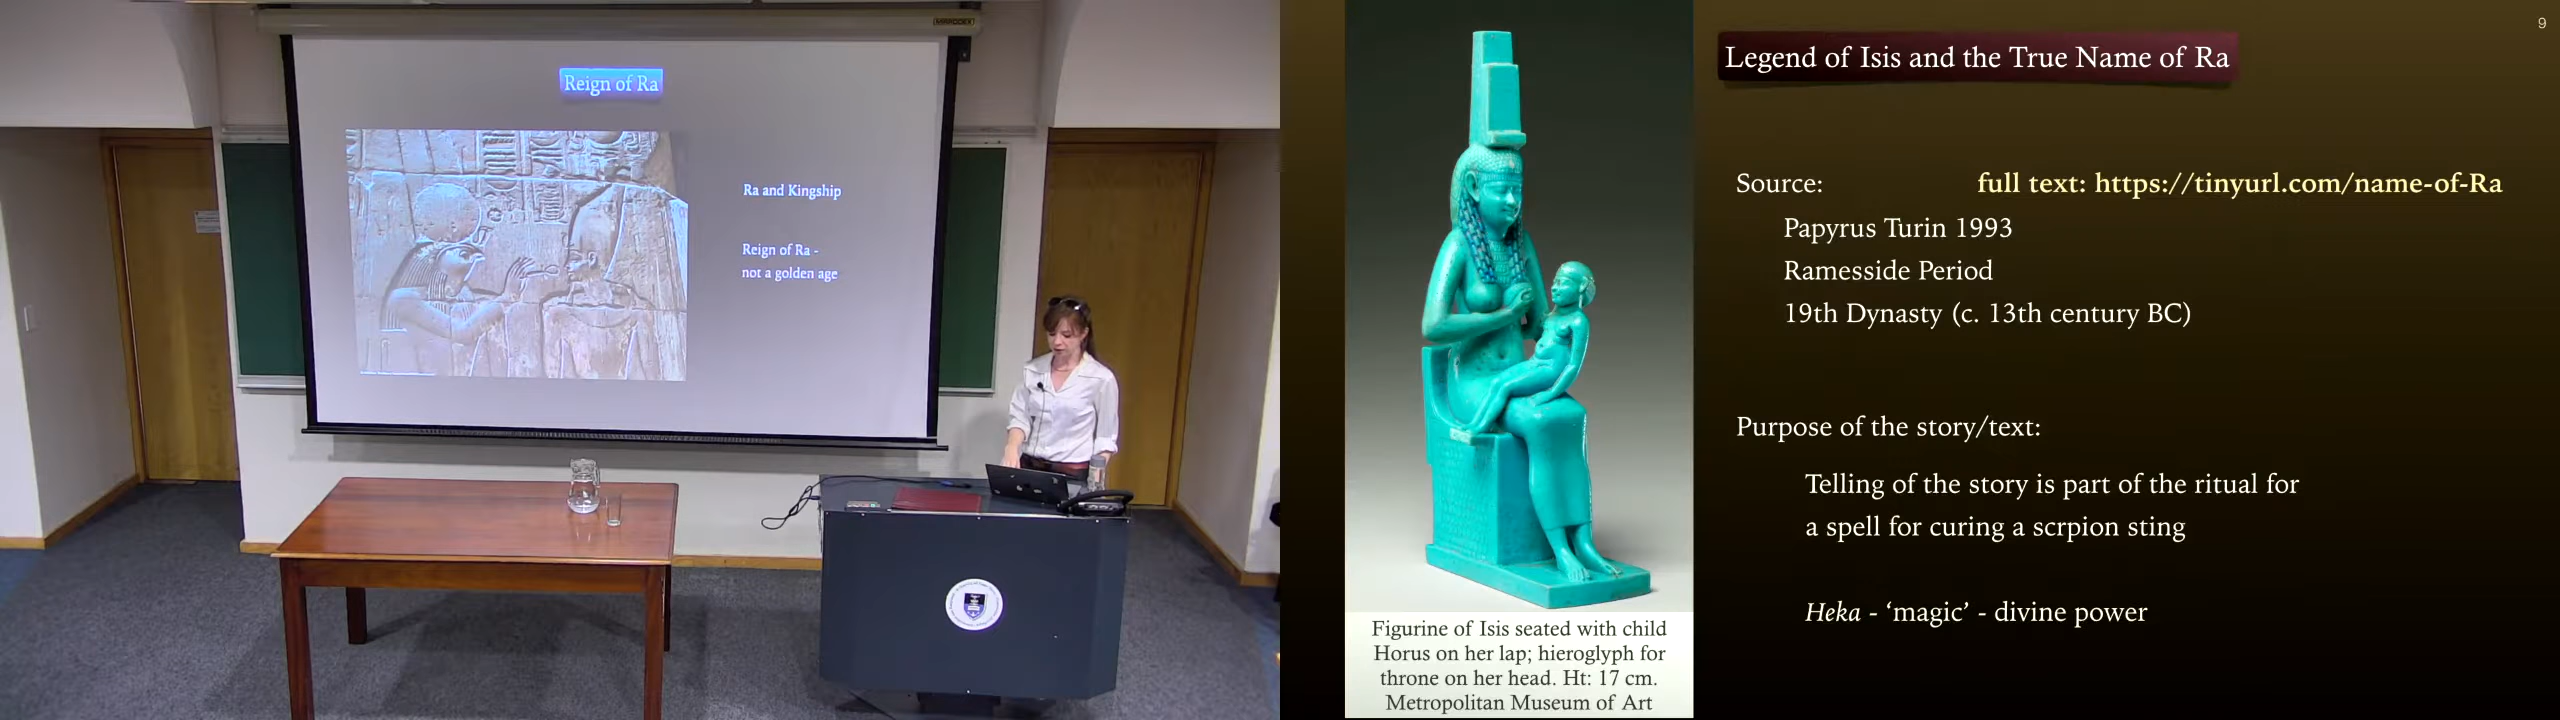 Reign of Ra
Ra and Kingship
Reign of Ra -
not a golden age
9
Legend of Isis and the True Name of Ra
Source:
full text: https://tinyurl.com/name-of-Ra
Papyrus Turin 1993
Ramesside Period
19th Dynasty (c. 13th century BC)
Purpose of the story/text:
Telling of the story is part of the ritual for
a spell for curing a scrpion sting
Heka - ‘magic’ - divine power
Figurine of Isis seated with child
Horus on her lap; hieroglyph for
throne on her head. Ht: 17 cm.
Metropolitan Museum of Art